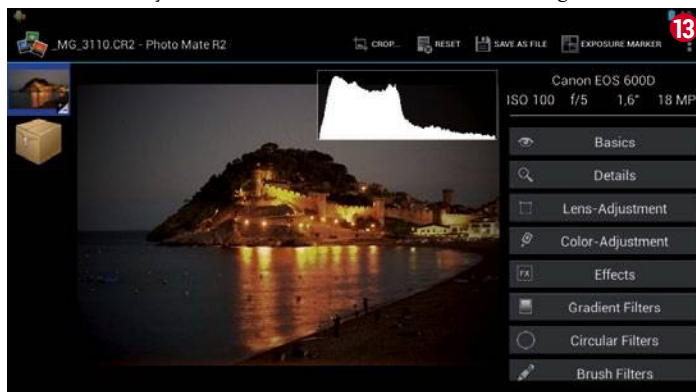 _MG_3110.CR2 - Photo Mate R2
CROP...
RESET
SAVE AS FILE
EXPOSURE MARKER
13
Canon EOS 600D
ISO 100 f/5 1,6" 18 MP
Basics
Details
Lens-Adjustment
Color-Adjustment
FX
Effects
Gradient Filters
Circular Filters
Brush Filters